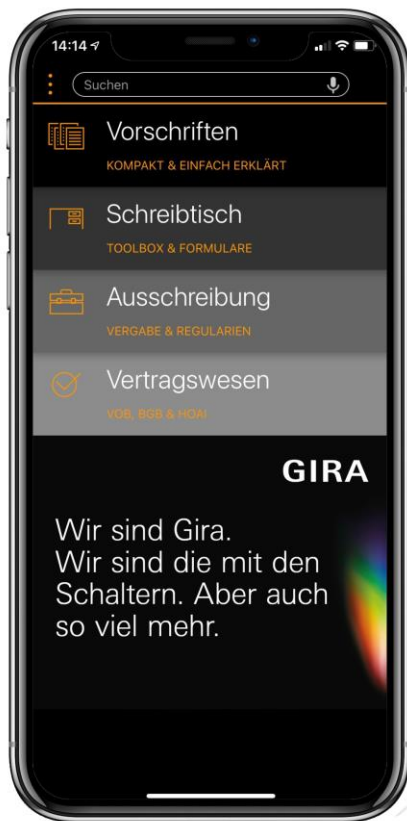 14:14
Suchen
Vorschriften
KOMPAKT & EINFACH ERKLÄRT
Schreibtisch
TOOLBOX & FORMULARE
Ausschreibung
VERGABE & REGULARIEN
Vertragswesen
VOB, BGB & HOAI
GIRA
Wir sind Gira.
Wir sind die mit den
Schaltern. Aber auch
so viel mehr.